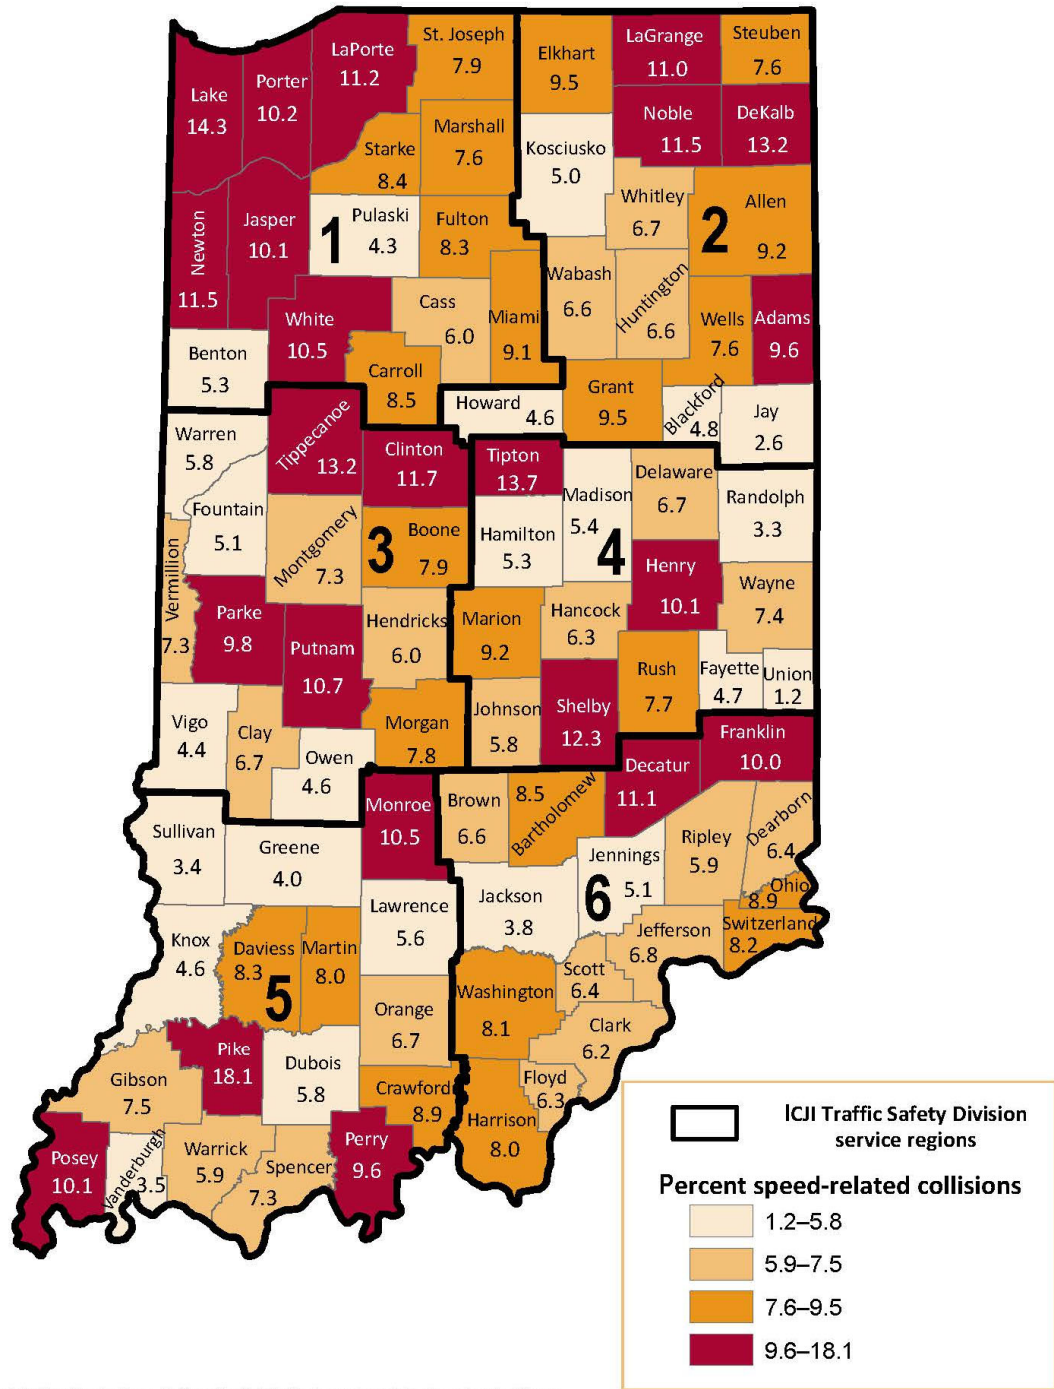 LaPorte
11.2
St. Joseph
7.9
Elkhart
9.5
LaGrange
11.0
Steuben
7.6
Lake
14.3
Porter
10.2
Starke
8.4
Marshall
7.6
Kosciusko
5.0
Noble
11.5
DeKalb
13.2
Whitley
6.7
Allen
9.2
2
Newton
11.5
Jasper
10.1
1
Pulaski
4.3
Fulton
8.3
Wabash
6.6
Huntington
6.6
Wells
7.6
Adams
9.6
White
10.5
Cass
6.0
Miami
9.1
Benton
5.3
Carroll
8.5
Howard
4.6
Grant
9.5
Blackford
4.8
Jay
2.6
Warren
5.8
Tippecanoe
13.2
Clinton
11.7
Tipton
13.7
Madison
5.4
Delaware
6.7
Randolph
3.3
Fountain
5.1
Montgomery
7.3
3
Boone
7.9
Hamilton
5.3
4
Henry
10.1
Wayne
7.4
Vermillion
7.3
Parke
9.8
Putnam
10.7
Hendricks
6.0
Marion
9.2
Hancock
6.3
Rush
7.7
Fayette
4.7
Union
1.2
Vigo
4.4
Clay
6.7
Owen
4.6
Morgan
7.8
Johnson
5.8
Shelby
12.3
Franklin
10.0
Decatur
11.1
Sullivan
3.4
Greene
4.0
Monroe
10.5
Brown
6.6
8.5
Bartholomew
Jennings
5.1
6
Ripley
5.9
Dearborn
6.4
Ohio
8.9
Switzerland
8.2
Jackson
3.8
Jefferson
6.8
Lawrence
5.6
Knox
4.6
Daviess
8.3
5
Martin
8.0
Washington
8.1
Scott
6.4
Clark
6.2
Orange
6.7
Pike
18.1
Dubois
5.8
Gibson
7.5
Crawford
8.9
Floyd
6.3
Harrison
8.0
Posey
10.1
Vanderburgh
3.5
Warrick
5.9
Spencer
7.3
Perry
9.6
ICJI Traffic Safety Division
service regions
Percent speed-related collisions
1.2–5.8
5.9–7.5
7.6–9.5
9.6–18.1